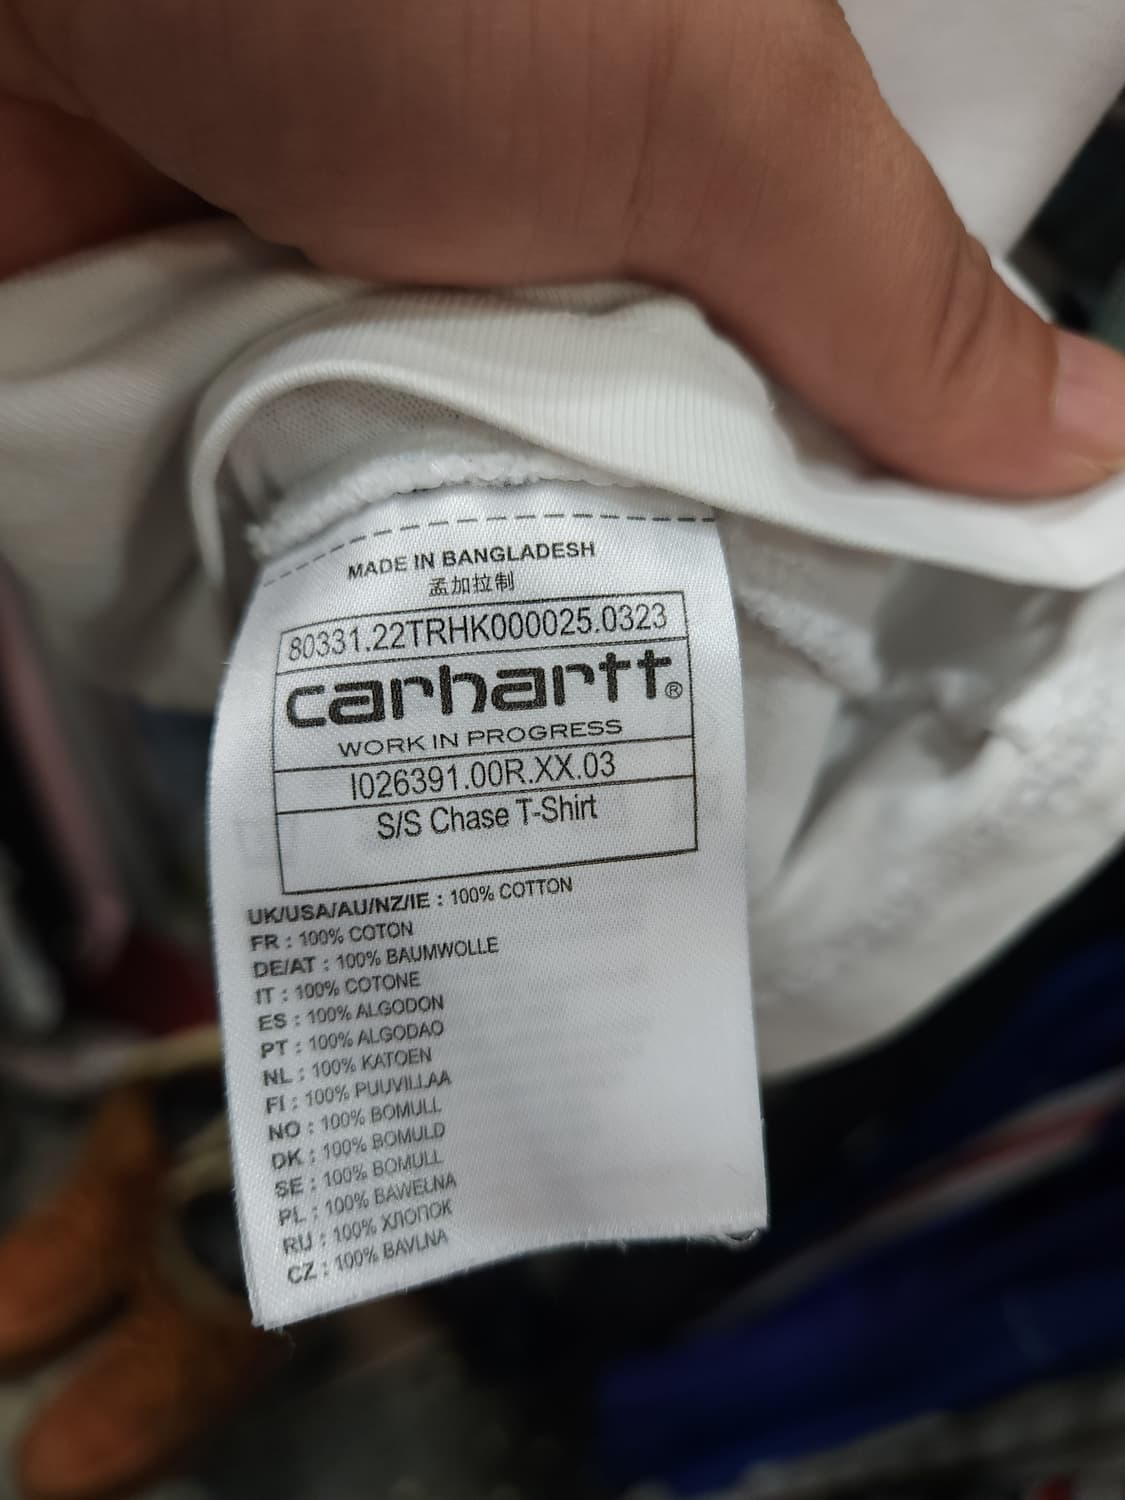 MADE IN BANGLADESH
孟加拉制
80331.22TRHK000025.0323
carhartt®
WORK IN PROGRESS
I026391.00R.XX.03
S/S Chase T-Shirt
UK/USA/AU/NZ/IE : 100% COTTON
FR : 100% COTON
DE/AT : 100% BAUMWOLLE
IT : 100% COTONE
ES : 100% ALGODON
PT : 100% ALGODAO
NL : 100% KATOEN
FI : 100% PUUVILLAA
NO : 100% BOMULL
DK : 100% BOMULD
SE : 100% BOMULL
PL : 100% BAWEŁNA
RU : 100% ХЛОПОК
CZ : 100% BAVLNA